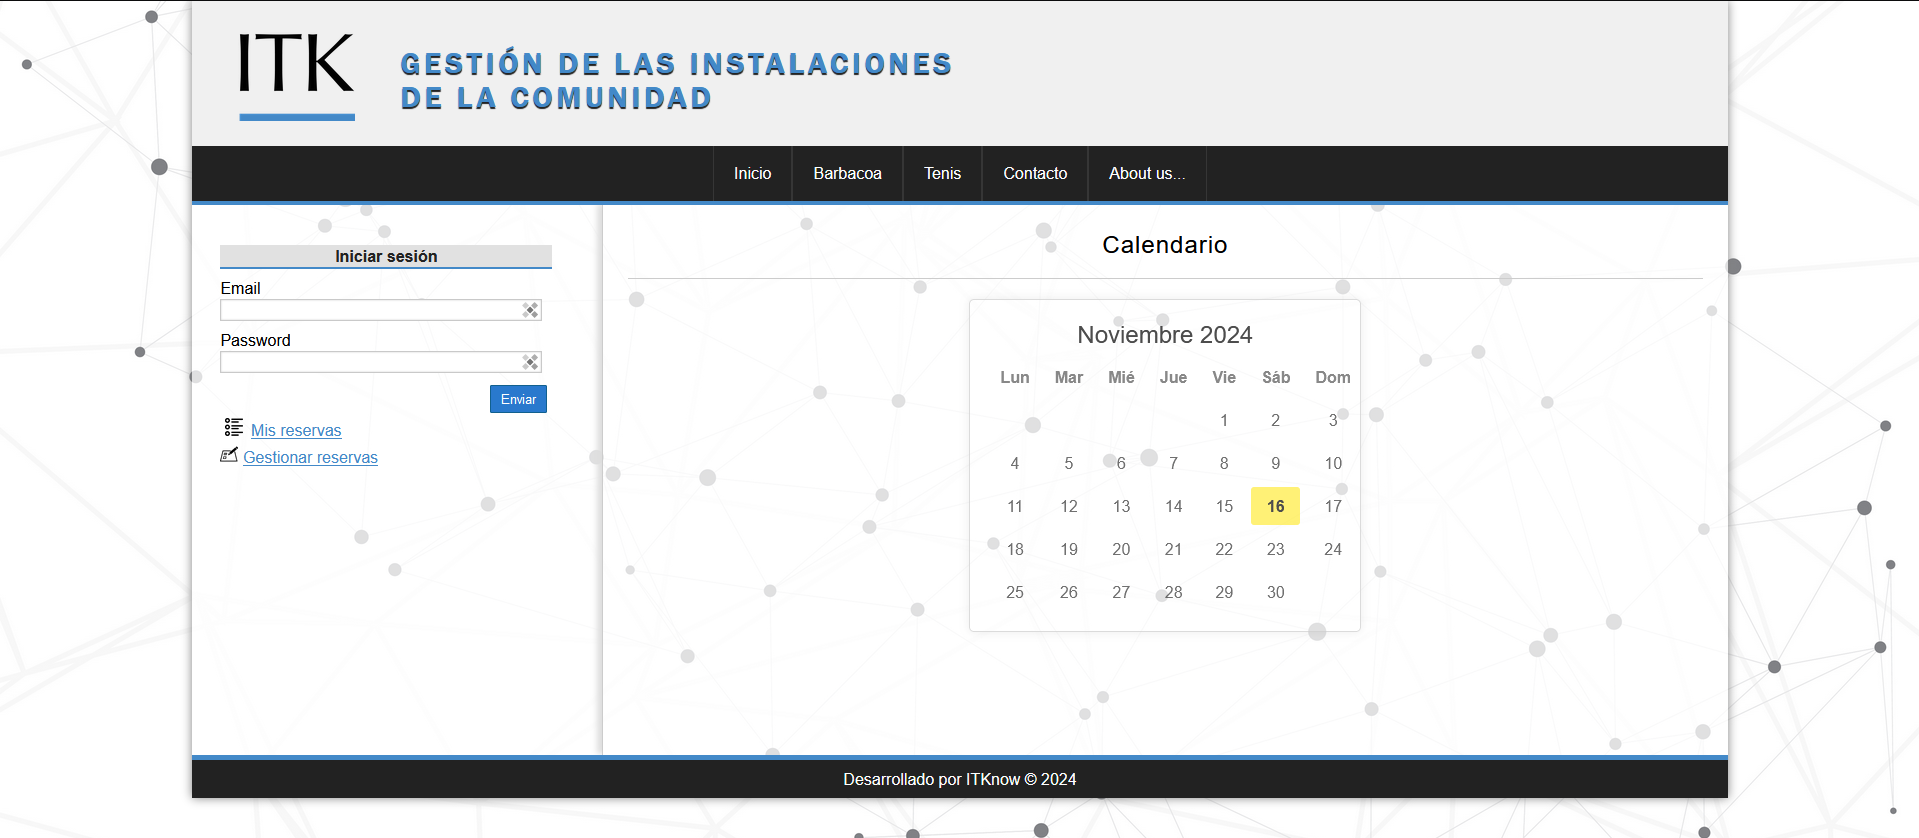 ITK
GESTIÓN DE LAS INSTALACIONES
DE LA COMUNIDAD
Inicio
Barbacoa
Tenis
Contacto
About us...
Iniciar sesión
Email
Password
Enviar
Mis reservas
Gestionar reservas
Calendario
Noviembre 2024
Lun Mar Mié Jue Vie Sáb Dom
1 2 3
4 5 6 7 8 9 10
11 12 13 14 15 16 17
18 19 20 21 22 23 24
25 26 27 28 29 30
Desarrollado por ITKnow © 2024